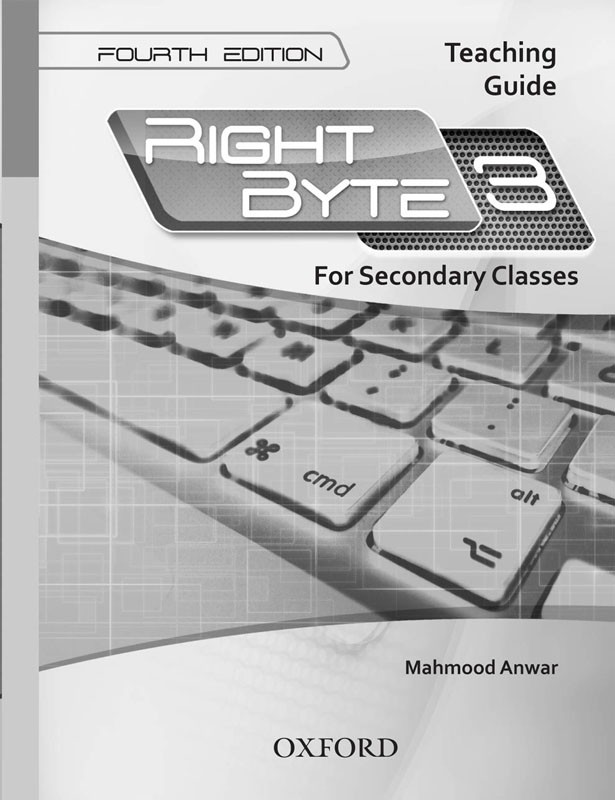 FOURTH EDITION
Teaching
Guide
RIGHT
BYTE 3
For Secondary Classes
cmd
alt
Mahmood Anwar
OXFORD